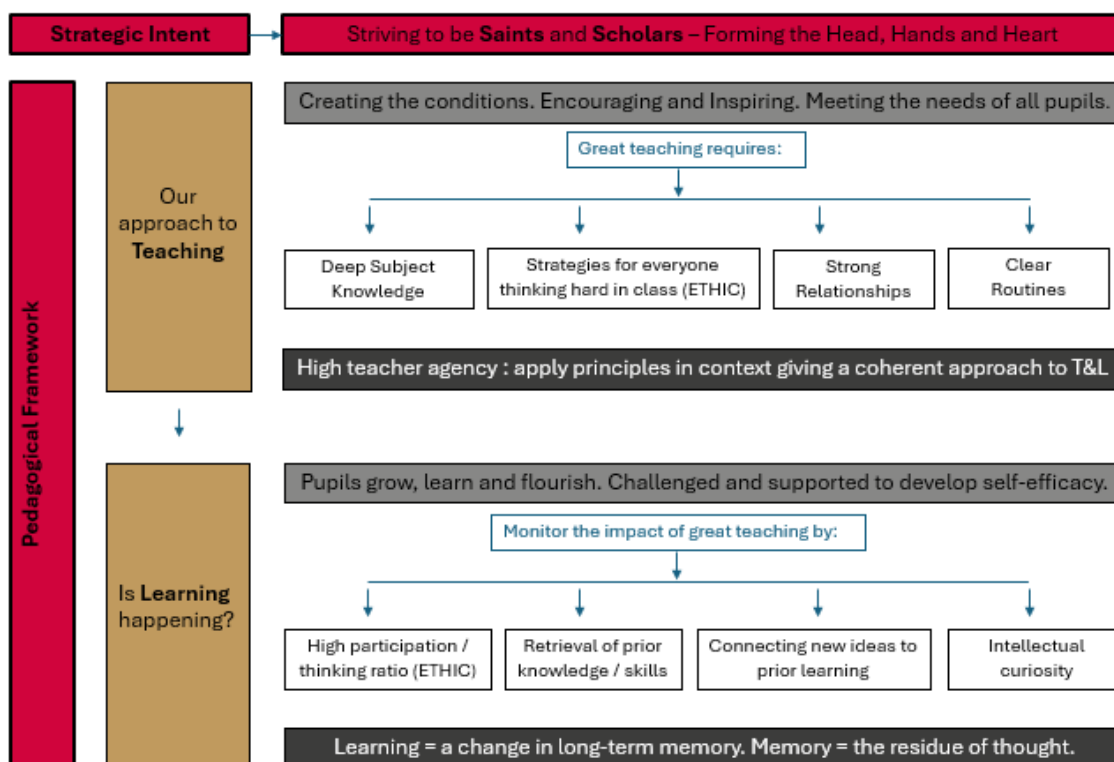 Strategic Intent
Striving to be Saints and Scholars – Forming the Head, Hands and Heart
Pedagogical Framework
Our
approach to
Teaching
Creating the conditions. Encouraging and Inspiring. Meeting the needs of all pupils.
Great teaching requires:
Deep Subject
Knowledge
Strategies for everyone
thinking hard in class (ETHIC)
Strong
Relationships
Clear
Routines
High teacher agency : apply principles in context giving a coherent approach to T&L
Is Learning
happening?
Pupils grow, learn and flourish. Challenged and supported to develop self-efficacy.
Monitor the impact of great teaching by:
High participation /
thinking ratio (ETHIC)
Retrieval of prior
knowledge / skills
Connecting new ideas to
prior learning
Intellectual
curiosity
Learning = a change in long-term memory. Memory = the residue of thought.